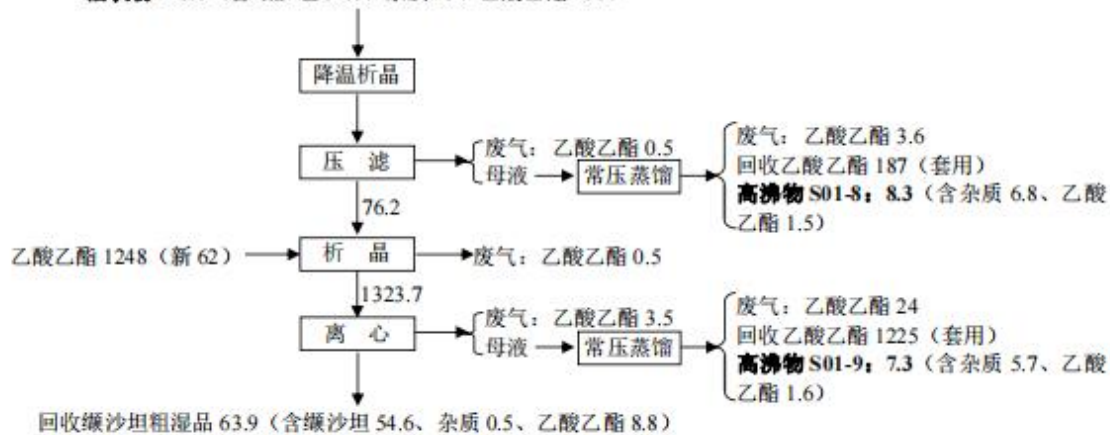 降温析晶
压 滤
废气：乙酸乙酯 0.5
母液
常压蒸馏
废气：乙酸乙酯 3.6
回收乙酸乙酯 187（套用）
高沸物 S01-8：8.3（含杂质 6.8、乙酸
乙酯 1.5）
76.2
乙酸乙酯 1248（新 62）
析 晶
废气：乙酸乙酯 0.5
1323.7
离 心
废气：乙酸乙酯 3.5
母液
常压蒸馏
废气：乙酸乙酯 24
回收乙酸乙酯 1225（套用）
高沸物 S01-9：7.3（含杂质 5.7、乙酸
乙酯 1.6）
回收缬沙坦粗湿品 63.9（含缬沙坦 54.6、杂质 0.5、乙酸乙酯 8.8）